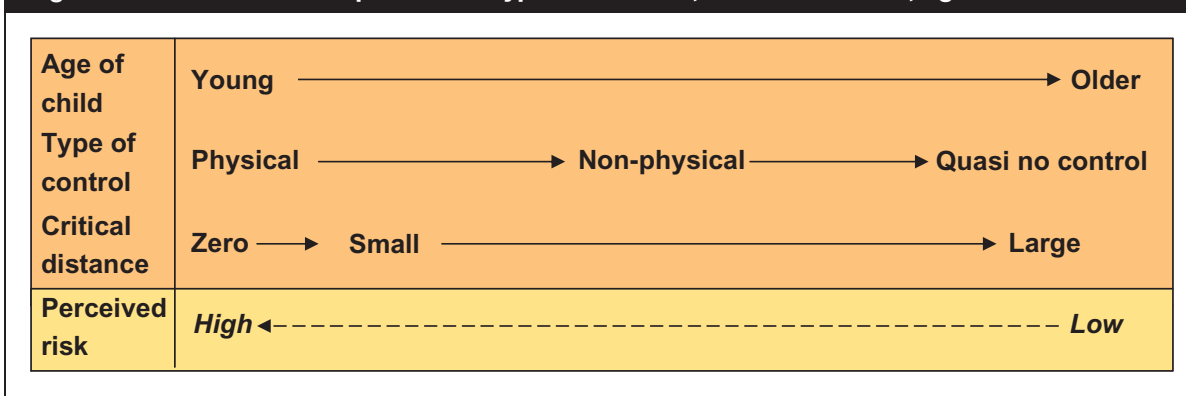 Age of
child
Young
Older
Type of
control
Physical
Non-physical
Quasi no control
Critical
distance
Zero
Small
Large
Perceived
risk
High
Low